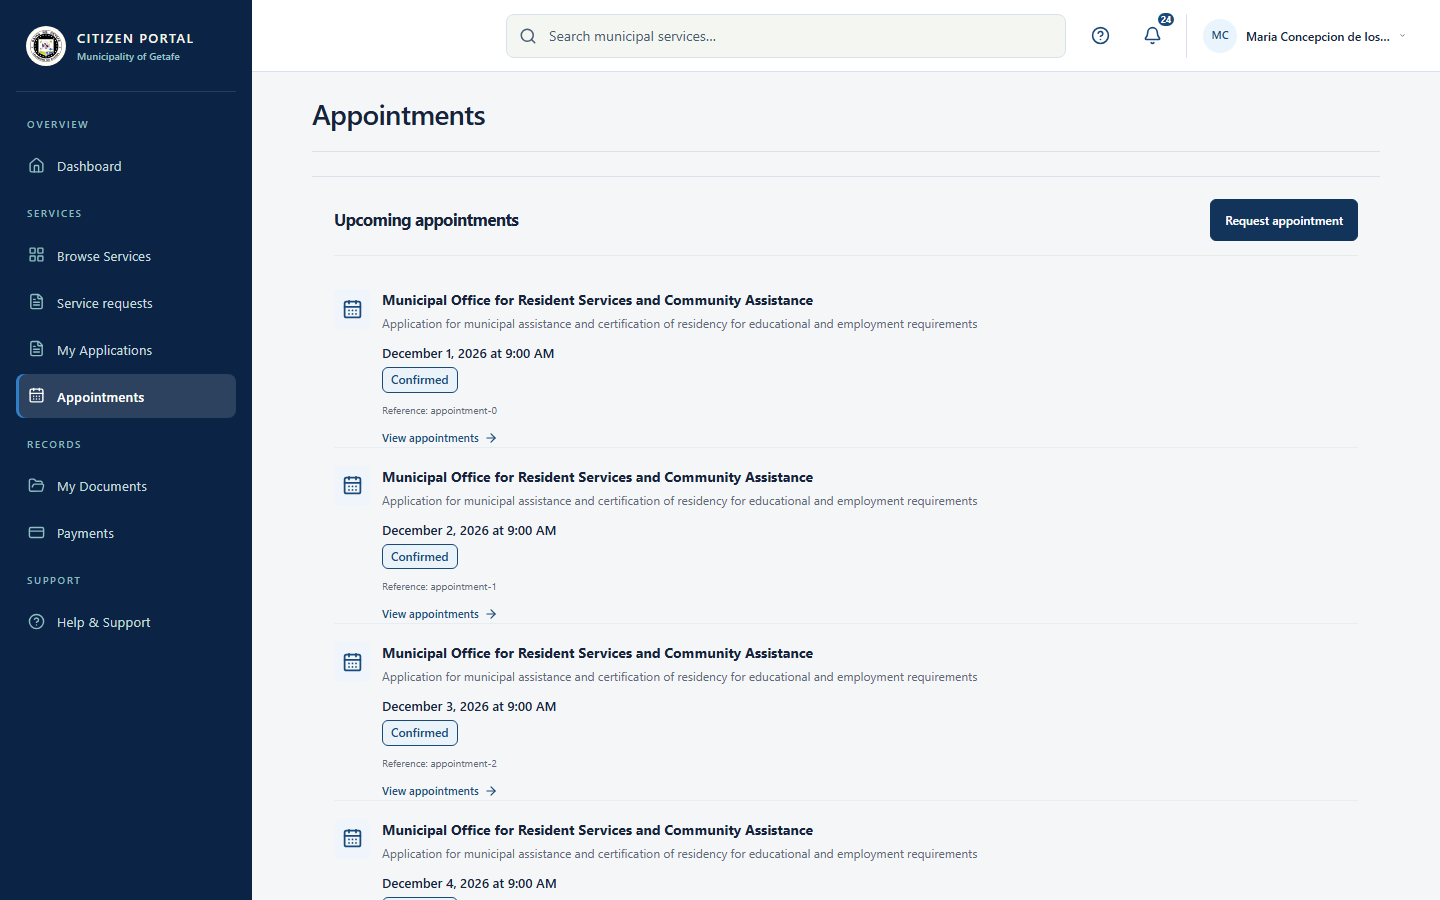 CITIZEN PORTAL
Municipality of Getafe
Search municipal services...
24
MC
Maria Concepcion de los...
OVERVIEW
Dashboard
SERVICES
Browse Services
Service requests
My Applications
Appointments
RECORDS
My Documents
Payments
SUPPORT
Help & Support
Appointments
Upcoming appointments
Request appointment
Municipal Office for Resident Services and Community Assistance
Application for municipal assistance and certification of residency for educational and employment requirements
December 1, 2026 at 9:00 AM
Confirmed
Reference: appointment-0
View appointments
Municipal Office for Resident Services and Community Assistance
Application for municipal assistance and certification of residency for educational and employment requirements
December 2, 2026 at 9:00 AM
Confirmed
Reference: appointment-1
View appointments
Municipal Office for Resident Services and Community Assistance
Application for municipal assistance and certification of residency for educational and employment requirements
December 3, 2026 at 9:00 AM
Confirmed
Reference: appointment-2
View appointments
Municipal Office for Resident Services and Community Assistance
Application for municipal assistance and certification of residency for educational and employment requirements
December 4, 2026 at 9:00 AM